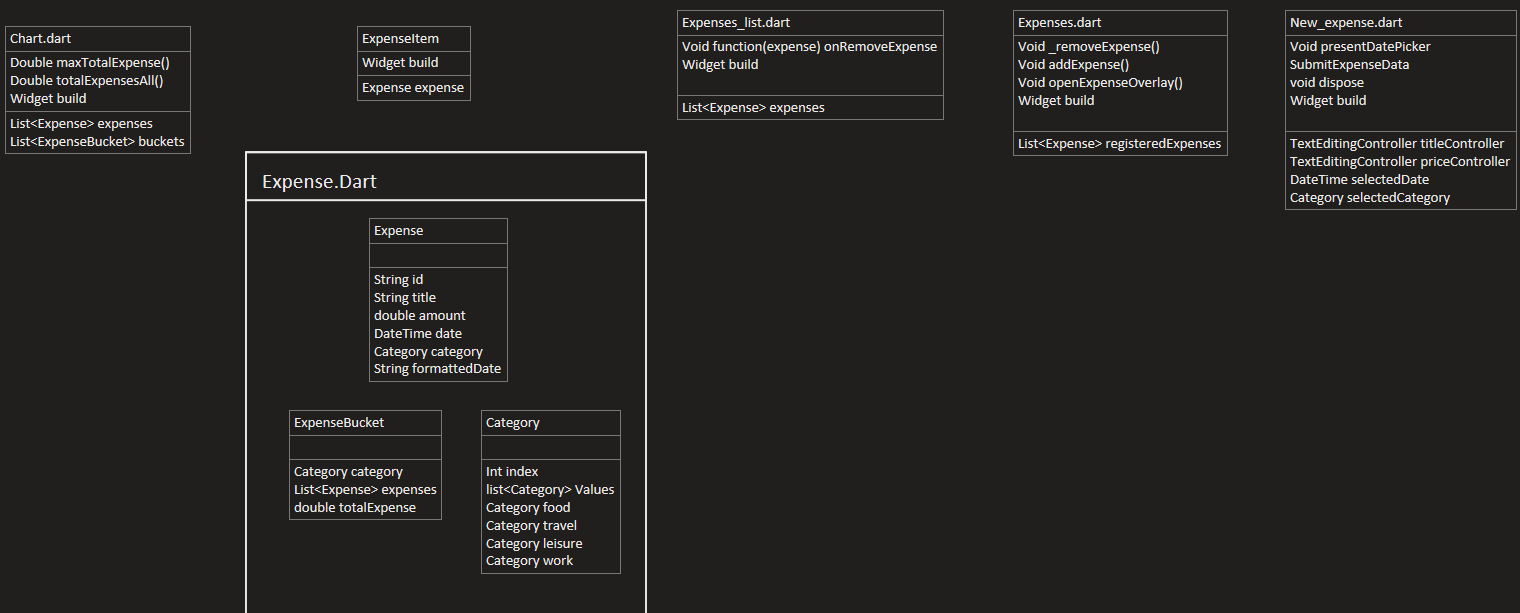 Chart.dart
Double maxTotalExpense()
Double totalExpensesAll()
Widget build
List<Expense> expenses
List<ExpenseBucket> buckets
ExpenseItem
Widget build
Expense expense
Expenses_list.dart
Void function(expense) onRemoveExpense
Widget build
List<Expense> expenses
Expenses.dart
Void _removeExpense()
Void addExpense()
Void openExpenseOverlay()
Widget build
List<Expense> registeredExpenses
New_expense.dart
Void presentDatePicker
SubmitExpenseData
void dispose
Widget build
TextEditingController titleController
TextEditingController priceController
DateTime selectedDate
Category selectedCategory
Expense.Dart
Expense
String id
String title
double amount
DateTime date
Category category
String formattedDate
ExpenseBucket
Category category
List<Expense> expenses
double totalExpense
Category
Int index
list<Category> Values
Category food
Category travel
Category leisure
Category work